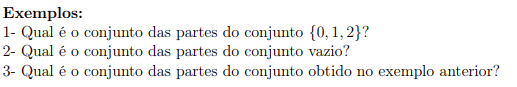 Exemplos:
1- Qual é o conjunto das partes do conjunto {0, 1, 2}?
2- Qual é o conjunto das partes do conjunto vazio?
3- Qual é o conjunto das partes do conjunto obtido no exemplo anterior?